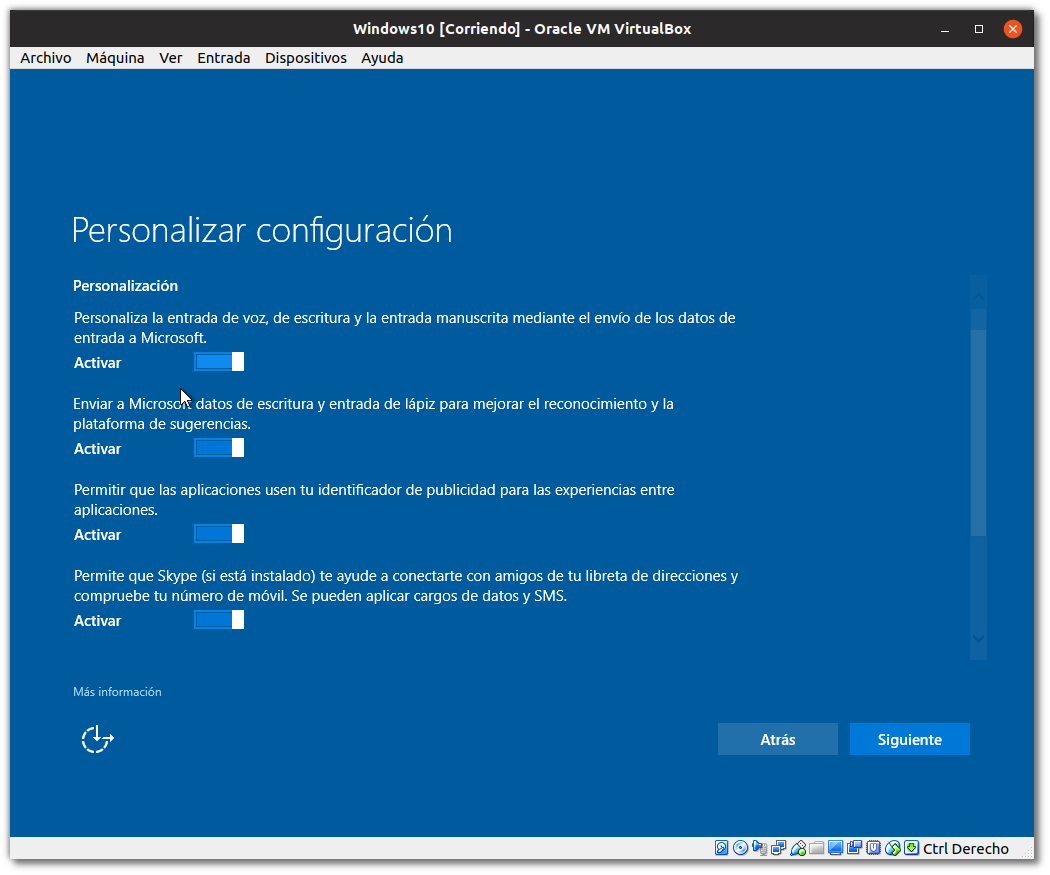 Windows10 [Corriendo] - Oracle VM VirtualBox
Archivo Máquina Ver Entrada Dispositivos Ayuda
Personalizar configuración
Personalización
Personaliza la entrada de voz, de escritura y la entrada manuscrita mediante el envío de los datos de
entrada a Microsoft.
Activar
Enviar a Microsoft datos de escritura y entrada de lápiz para mejorar el reconocimiento y la
plataforma de sugerencias.
Activar
Permitir que las aplicaciones usen tu identificador de publicidad para las experiencias entre
aplicaciones.
Activar
Permite que Skype (si está instalado) te ayude a conectarte con amigos de tu libreta de direcciones y
compruebe tu número de móvil. Se pueden aplicar cargos de datos y SMS.
Activar
Más información
Atrás Siguiente
Ctrl Derecho